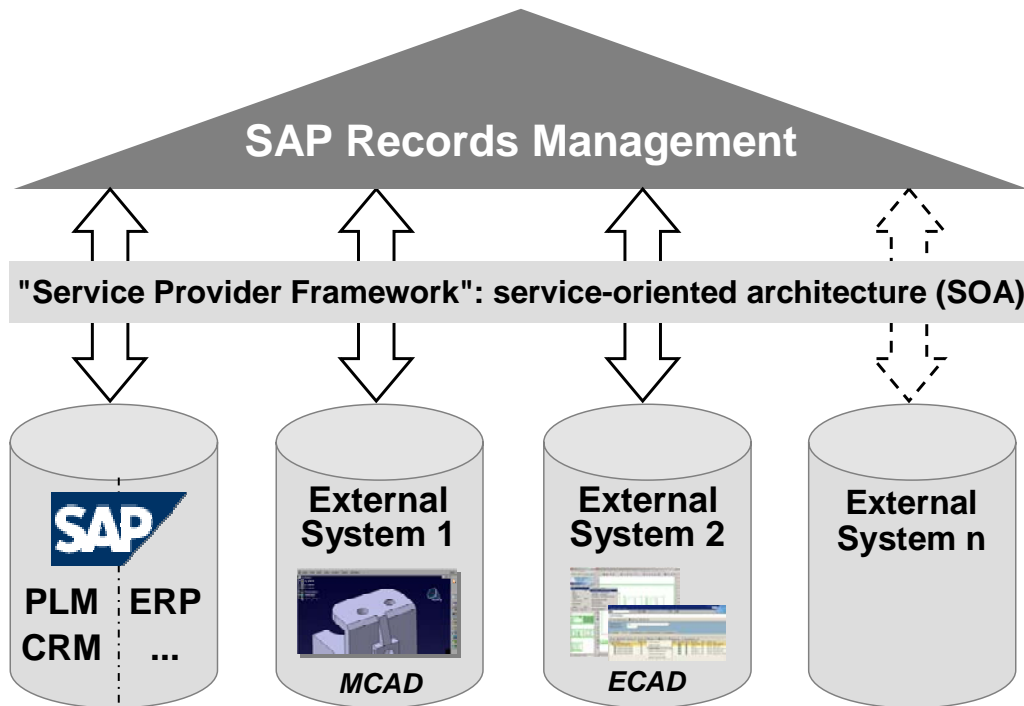 SAP Records Management
"Service Provider Framework": service-oriented architecture (SOA)
SAP
PLM ERP
CRM ...
External
System 1
MCAD
External
System 2
ECAD
External
System n